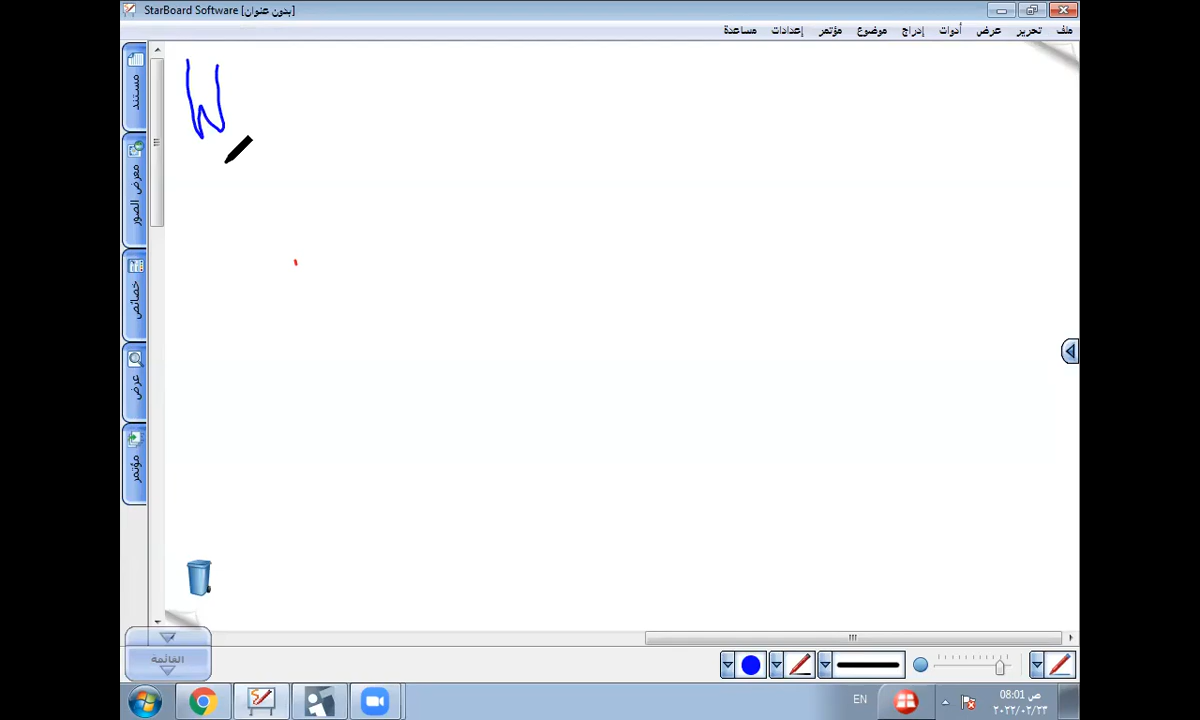 StarBoard Software [بدون عنوان]
ملف تحرير عرض أدوات إدراج موضوع مؤتمر إعدادات مساعدة
W
مستند
معرض الصور
خصائص
عرض
مؤتمر
القائمة
EN
08:01 ص
٢٠٢٢/٠٢/٢٣